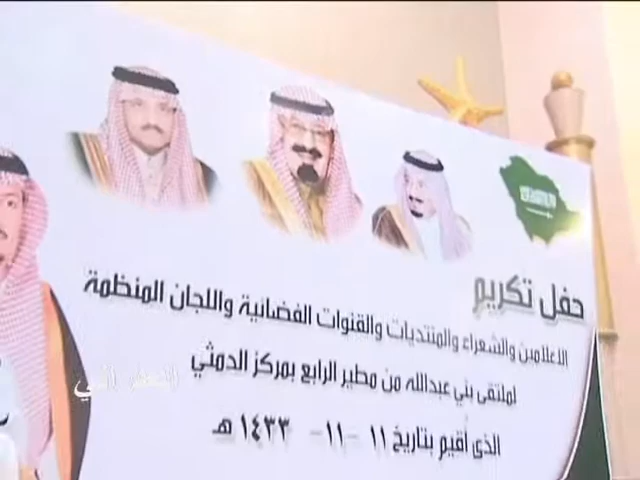 حفل تكريم
الاعلامين والشعراء والمنتديات والقنوات الفضائية واللجان المنظمة
لملتقى بني عبدالله من مطير الرابع بمركز الدمثي
الذي أقيم بتاريخ ١١ - ١١ - ١٤٣٣ هـ